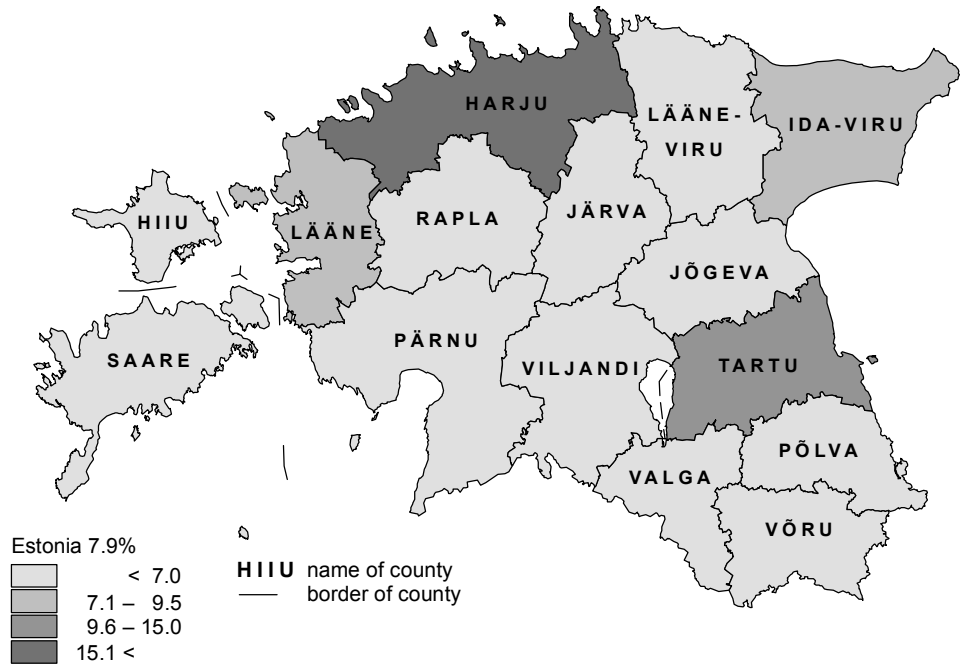 HARJU
LÄÄNE-
VIRU
IDA-VIRU
HIIU
LÄÄNE
RAPLA
JÄRVA
JÕGEVA
SAARE
PÄRNU
VILJANDI
TARTU
VALGA
PÕLVA
VÕRU
Estonia 7.9%
< 7.0
7.1 – 9.5
9.6 – 15.0
15.1 <
HIIU name of county
border of county